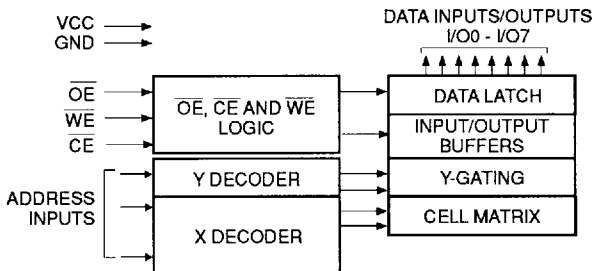 VCC
GND
DATA INPUTS/OUTPUTS
I/O0 - I/O7
OE
WE
CE
OE, CE AND WE
LOGIC
DATA LATCH
INPUT/OUTPUT
BUFFERS
ADDRESS
INPUTS
Y DECODER
Y-GATING
X DECODER
CELL MATRIX